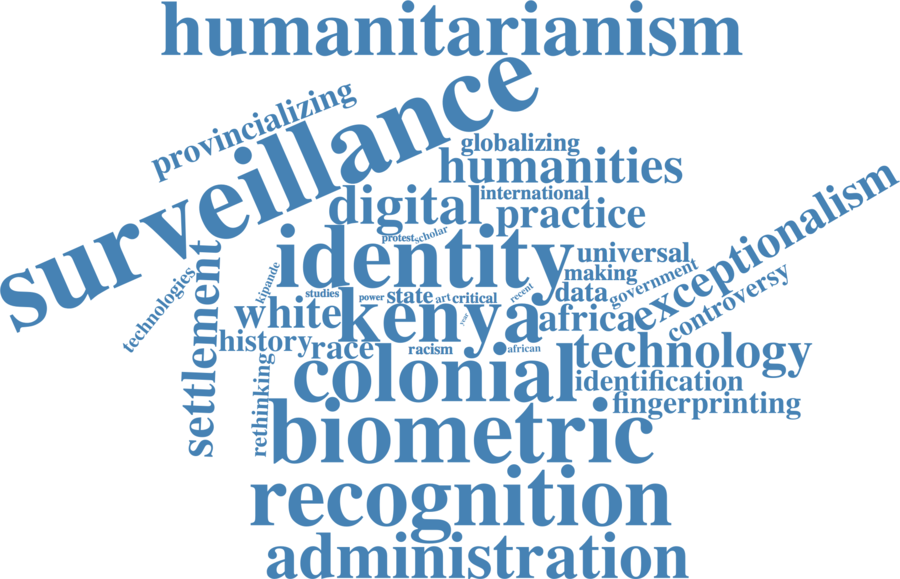 humanitarianism
surveillance
provincializing
globalizing
humanities
digital
international
practice
protest
scholar
identity
universal
exceptionalism
making
government
technologies
settlement
kipande
studies
power
state
art
critical
recent
data
controversy
white
kenya
year
africa
history
race
racism
african
technology
rethinking
colonial
identification
fingerprinting
biometric
recognition
administration